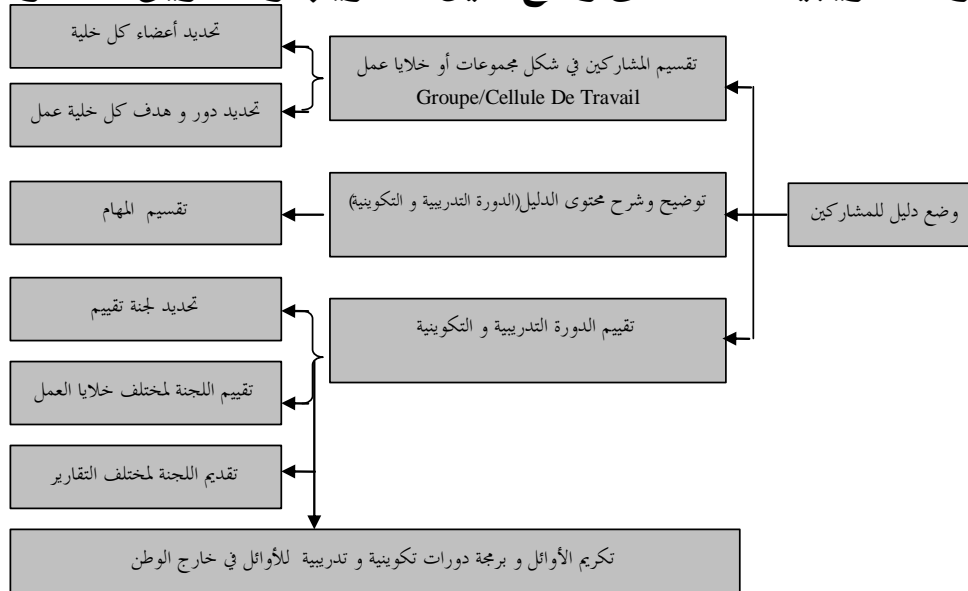 وضع دليل للمشاركين
تقسيم المشاركين في شكل مجموعات أو خلايا عمل
Groupe/Cellule De Travail
تحديد أعضاء كل خلية
تحديد دور و هدف كل خلية عمل
توضيح وشرح محتوى الدليل(الدورة التدريبية و التكوينية)
تقسيم المهام
تقييم الدورة التدريبية و التكوينية
تحديد لجنة تقييم
تقييم اللجنة لمختلف خلايا العمل
تقديم اللجنة لمختلف التقارير
تكريم الأوائل و برمجة دورات تكوينية و تدريبية للأوائل في خارج الوطن